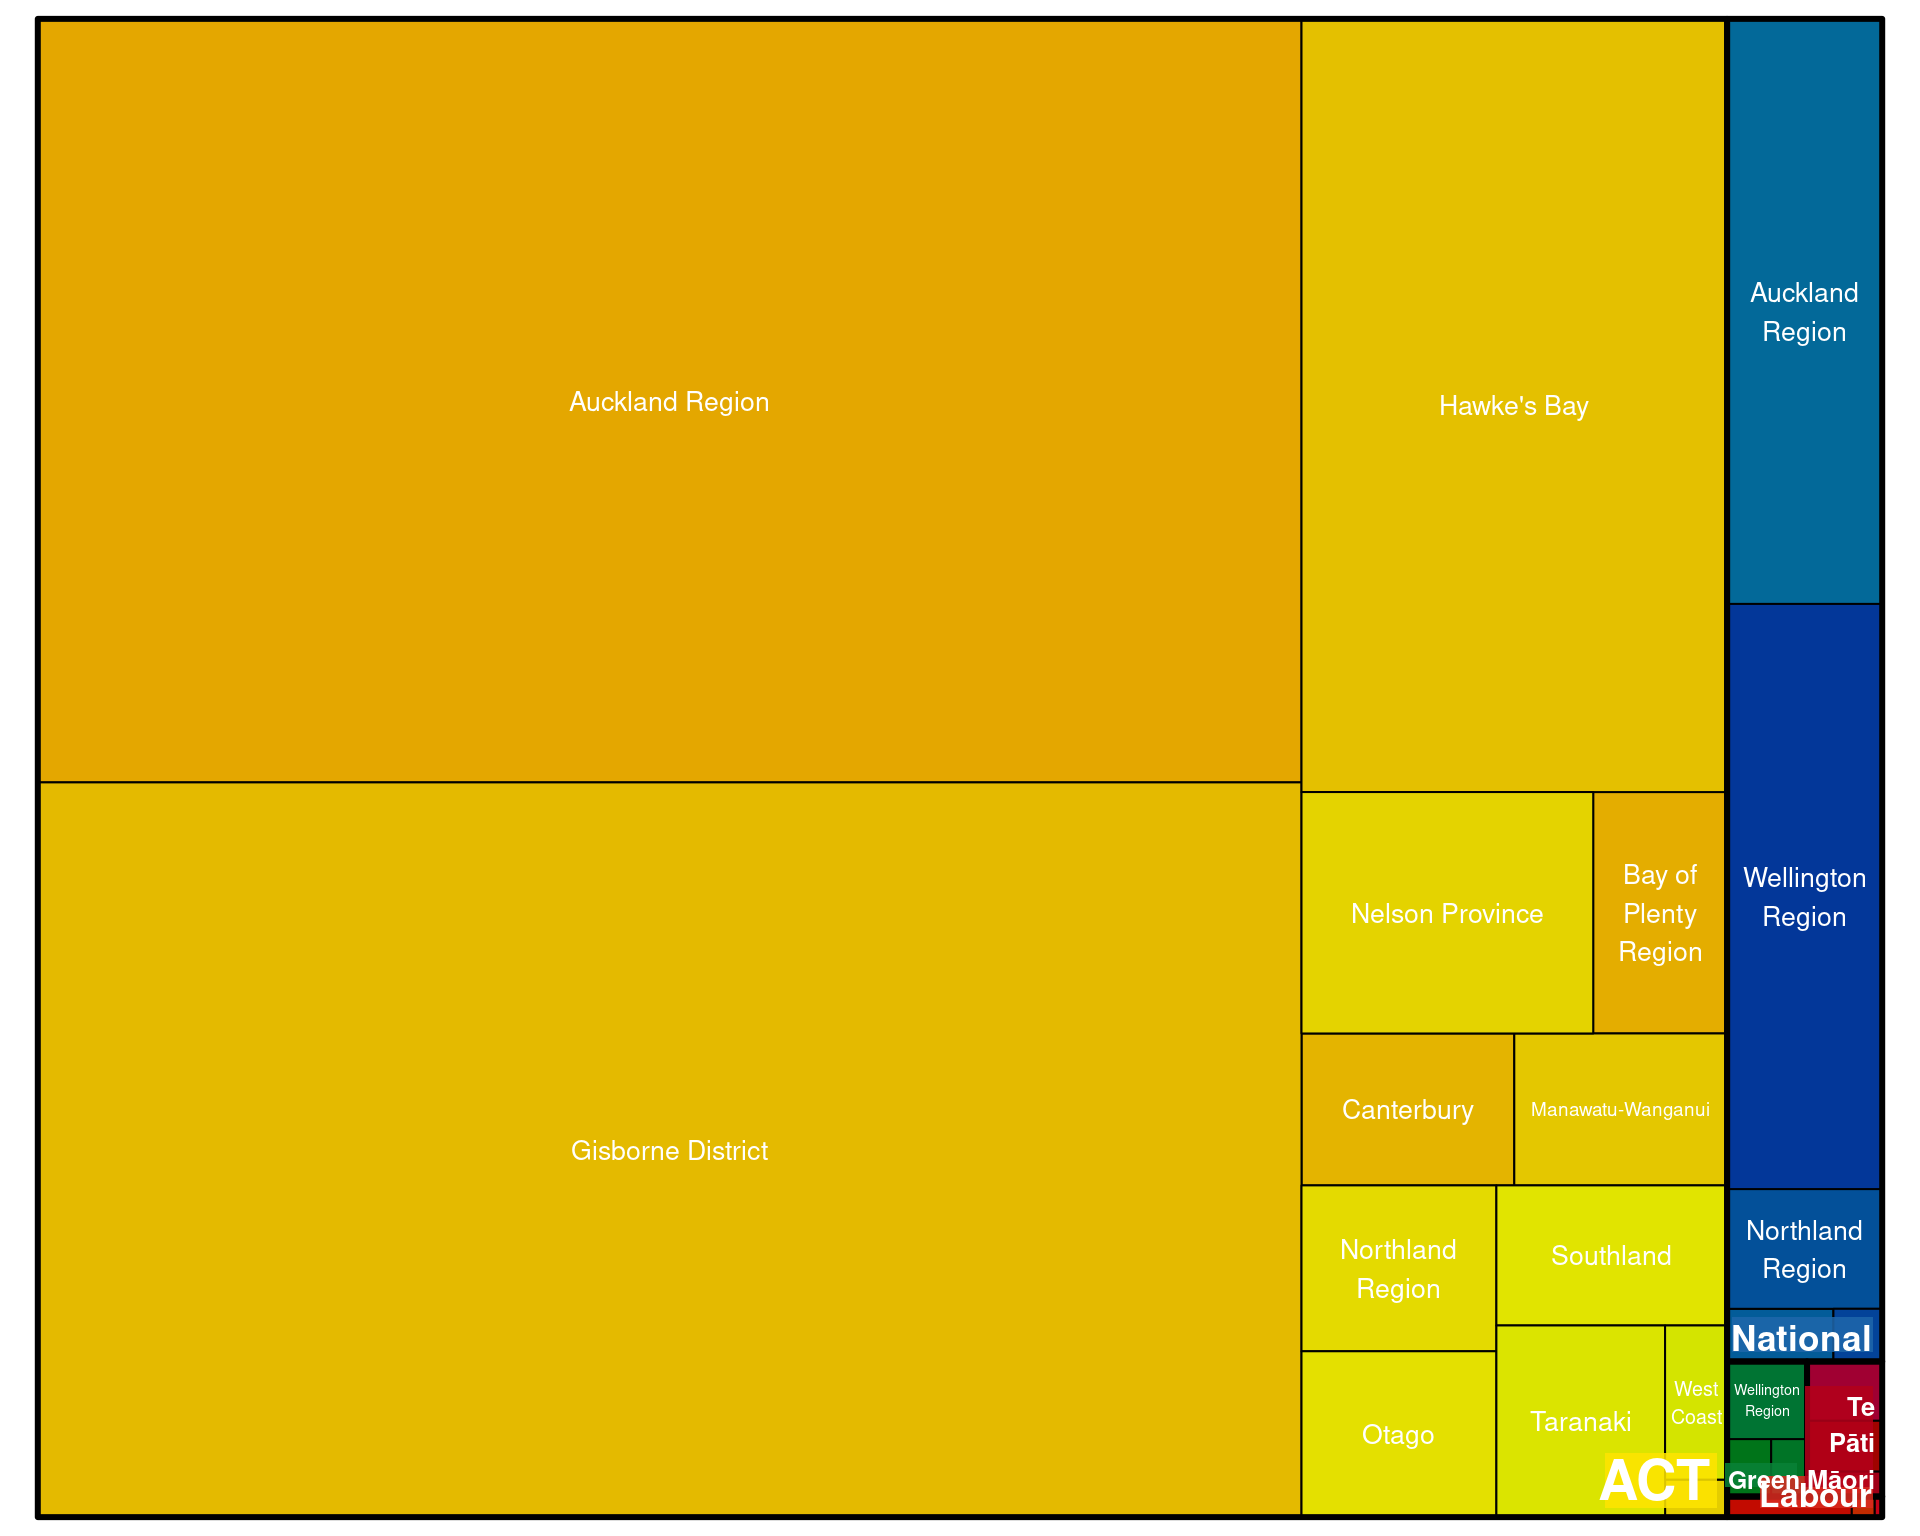 Auckland Region
Hawke's Bay
Auckland
Region
Gisborne District
Nelson Province
Bay of
Plenty
Region
Wellington
Region
Canterbury
Manawatu-Wanganui
Northland
Region
Southland
Northland
Region
Otago
Taranaki
West
Coast
ACT
National
Wellington
Region
Green
Te
Pāti
Māori
Labour